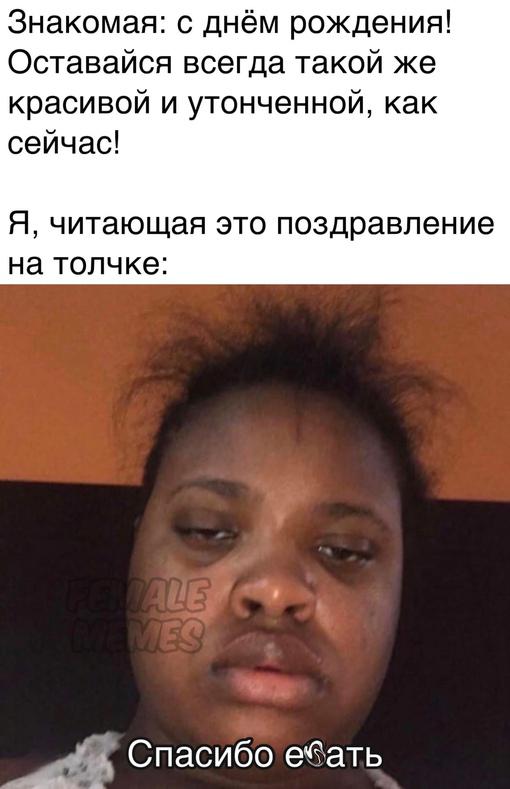 Знакомая: с днём рождения!
Оставайся всегда такой же
красивой и утонченной, как
сейчас!
Я, читающая это поздравление
на толчке:
FEMALE
MEMES
Спасибо ебать